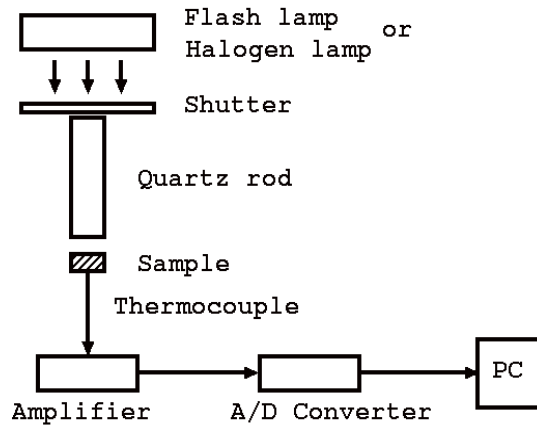 Flash lamp or
Halogen lamp
Shutter
Quartz rod
Sample
Thermocouple
PC
Amplifier
A/D Converter